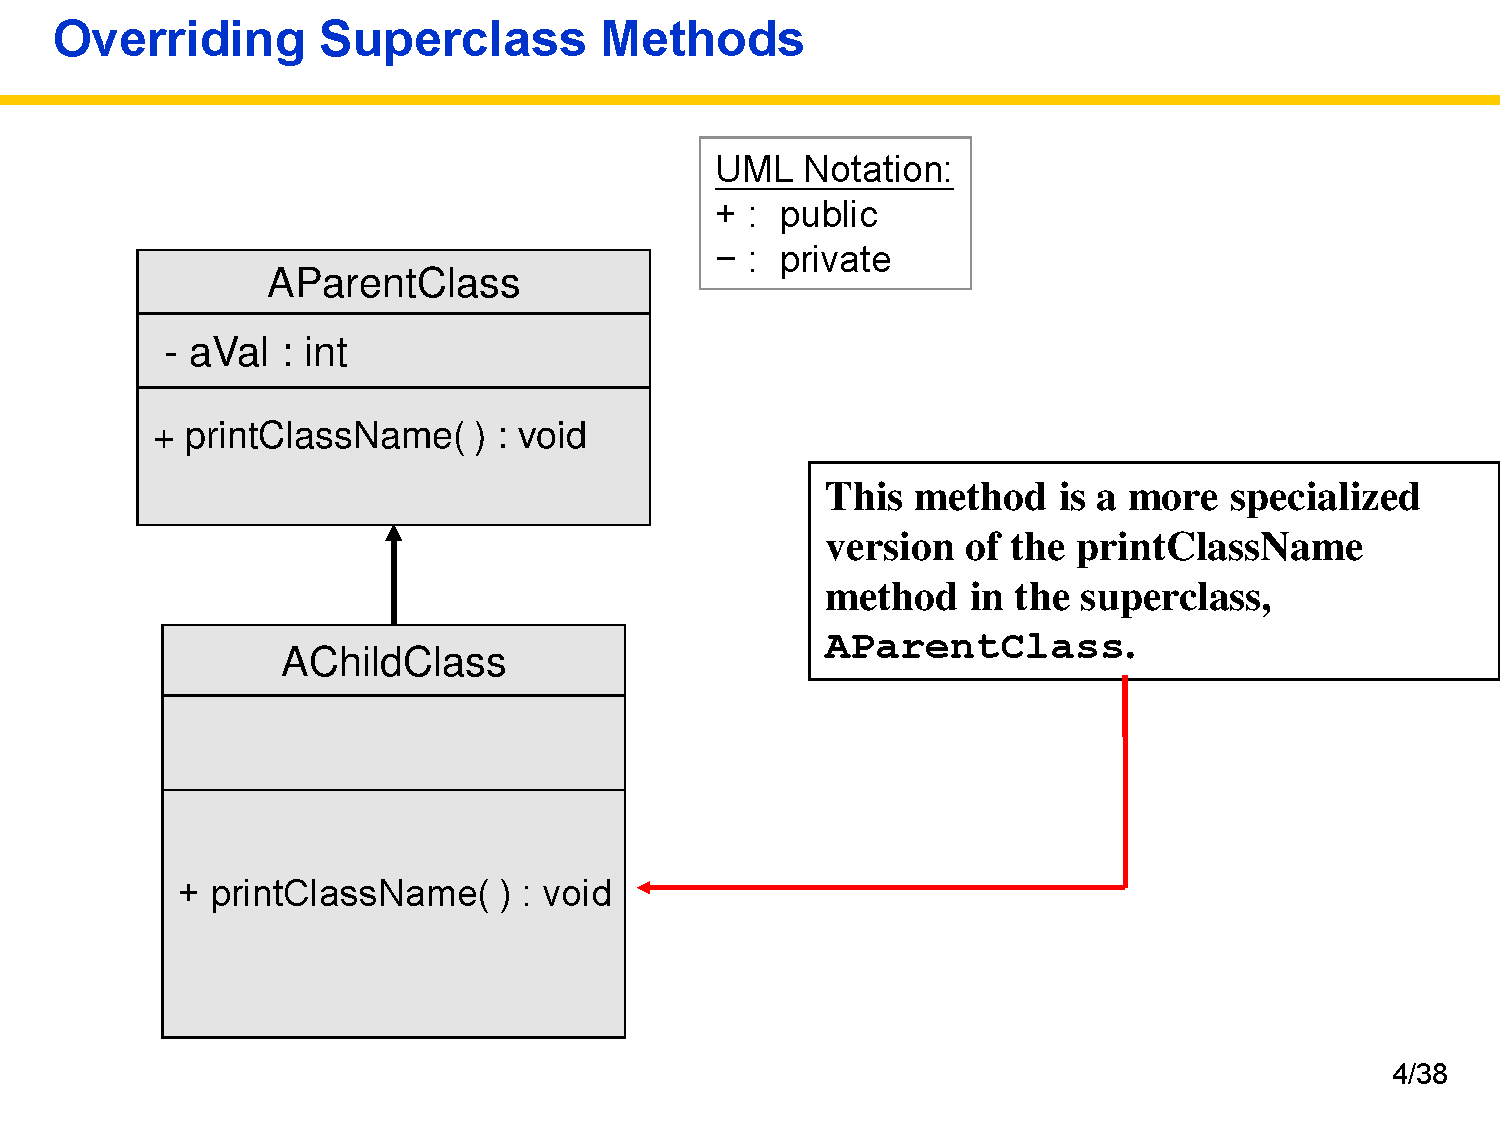 Overriding Superclass Methods
UML Notation:
+ : public
− : private
AParentClass
- aVal : int
+ printClassName( ) : void
This method is a more specialized
version of the printClassName
method in the superclass,
AParentClass.
AChildClass
+ printClassName( ) : void
4/38